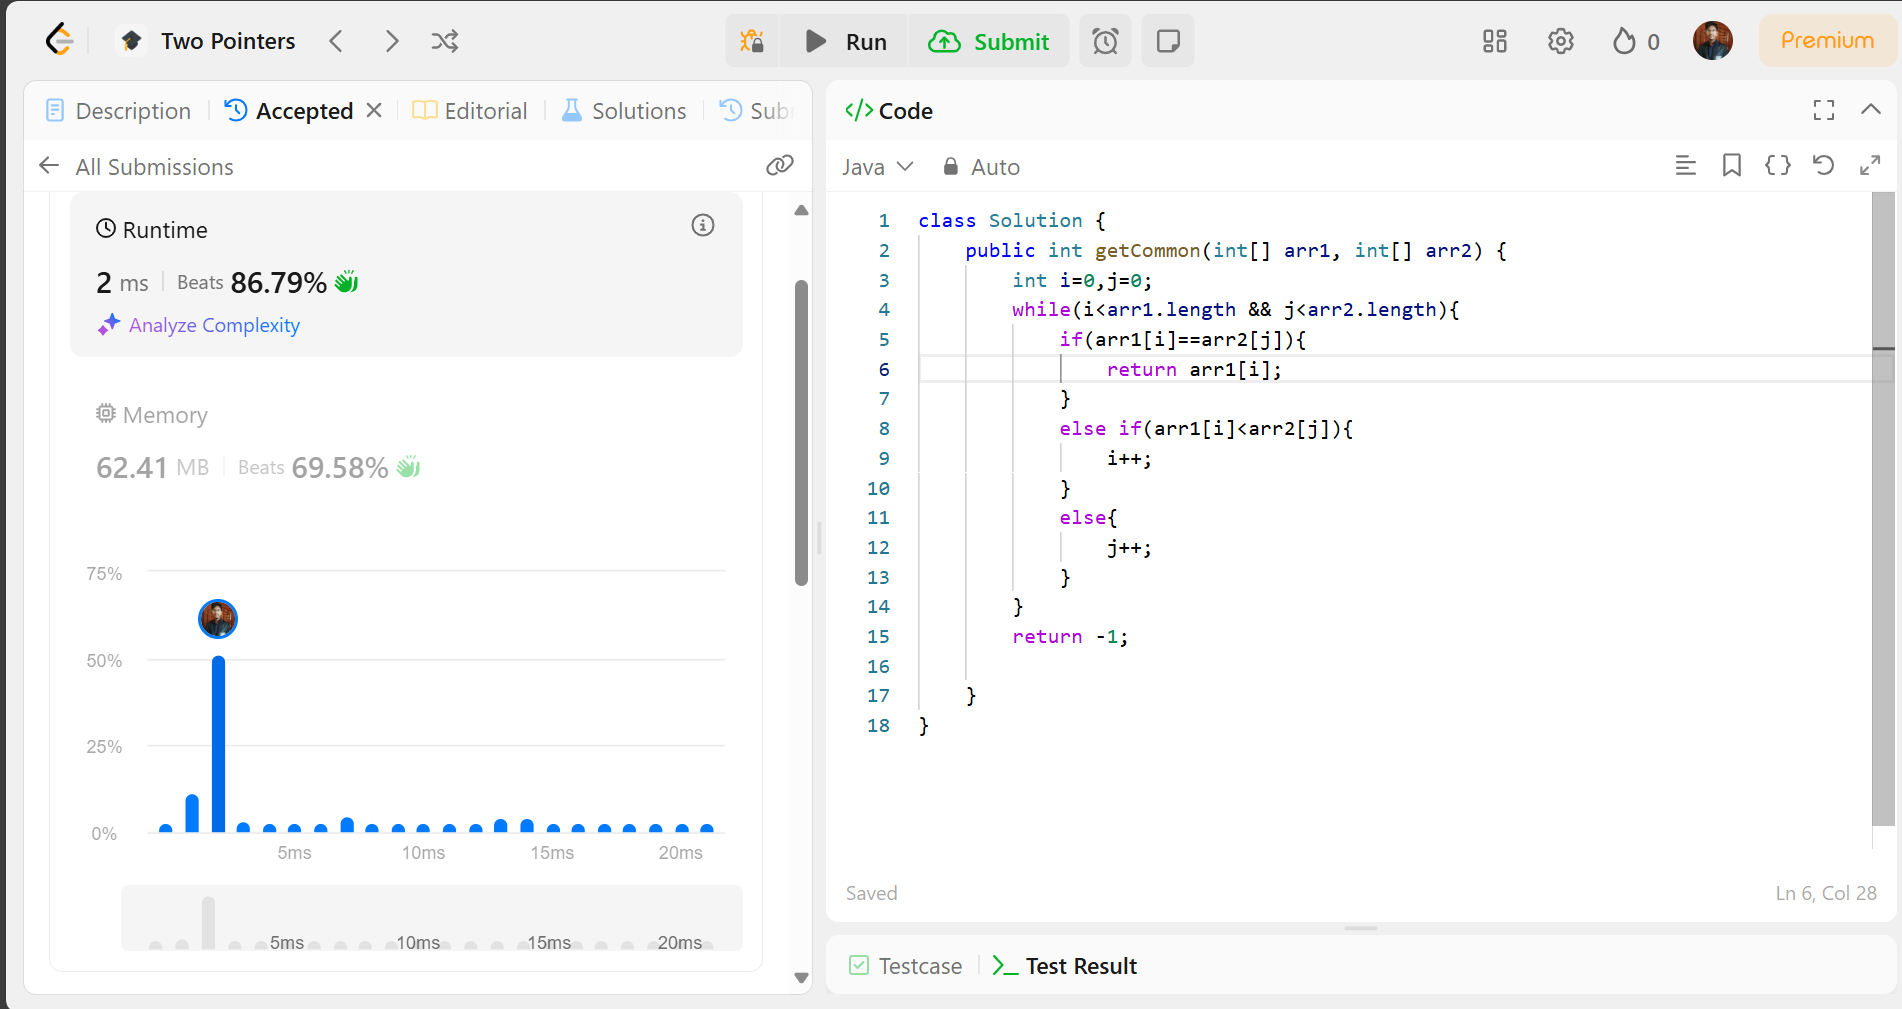 Two Pointers
Run
Submit
0
Premium
Description
Accepted
Editorial
Solutions
All Submissions
Runtime
2 ms
Beats 86.79%
Analyze Complexity
Memory
62.41 MB
Beats 69.58%
75%
50%
25%
0%
5ms 10ms 15ms 20ms
5ms 10ms 15ms 20ms
</> Code
Java
Auto
1 class Solution {
2 public int getCommon(int[] arr1, int[] arr2) {
3 int i=0,j=0;
4 while(i<arr1.length && j<arr2.length){
5 if(arr1[i]==arr2[j]){
6 return arr1[i];
7 }
8 else if(arr1[i]<arr2[j]){
9 i++;
10 }
11 else{
12 j++;
13 }
14 }
15 return -1;
16
17 }
18 }
Saved
Ln 6, Col 28
Testcase
Test Result